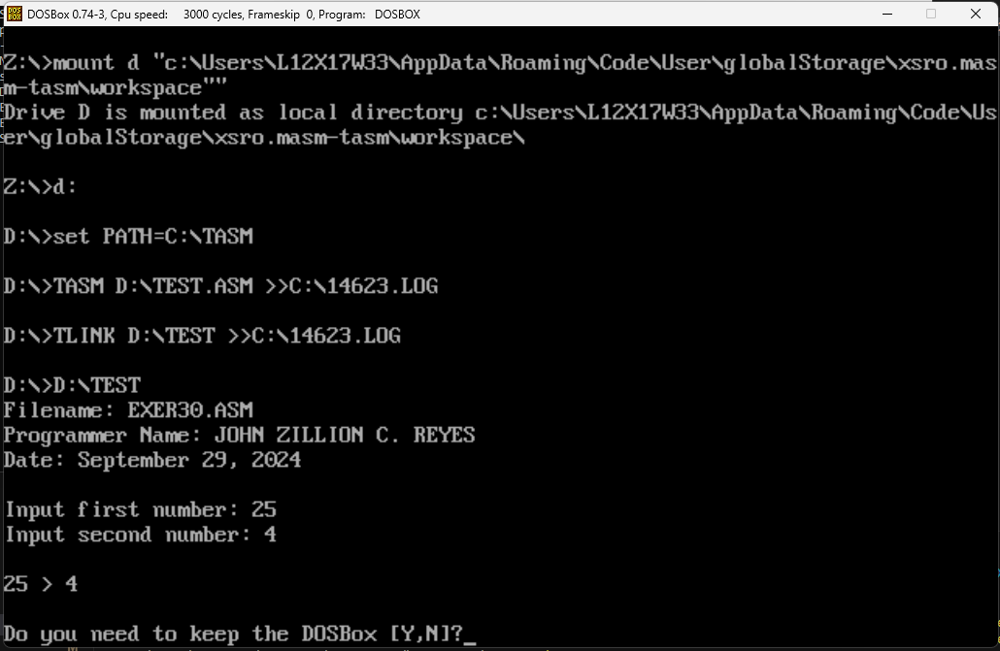 DOSBox 0.74-3, Cpu speed:    3000 cycles, Frameskip  0, Program:   DOSBOX
Z:\>mount d "c:\Users\L12X17W33\AppData\Roaming\Code\User\globalStorage\xsro.mas
m-tasm\workspace""
Drive D is mounted as local directory c:\Users\L12X17W33\AppData\Roaming\Code\Us
er\globalStorage\xsro.masm-tasm\workspace\
Z:\>d:
D:\>set PATH=C:\TASM
D:\>TASM D:\TEST.ASM >>C:\14623.LOG
D:\>TLINK D:\TEST >>C:\14623.LOG
D:\>D:\TEST
Filename: EXER30.ASM
Programmer Name: JOHN ZILLION C. REYES
Date: September 29, 2024
Input first number: 25
Input second number: 4
25 > 4
Do you need to keep the DOSBox [Y,N]?_